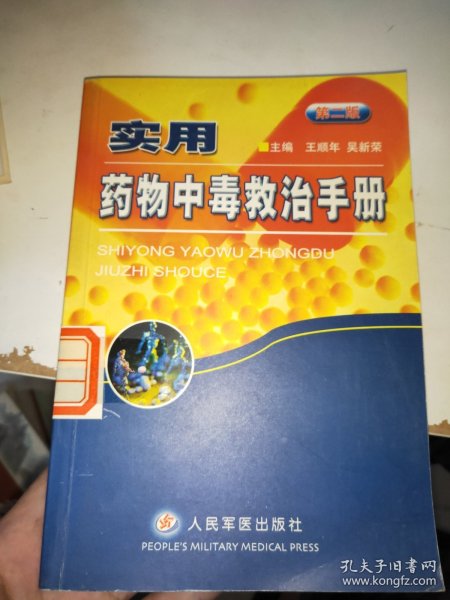 第二版
实用
主编 王顺年 吴新荣
药物中毒救治手册
SHIYONG YAOWU ZHONGDU
JIUZHI SHOUCE
人民军医出版社
PEOPLE'S MILITARY MEDICAL PRESS
孔夫子旧书网
www.kongfz.com